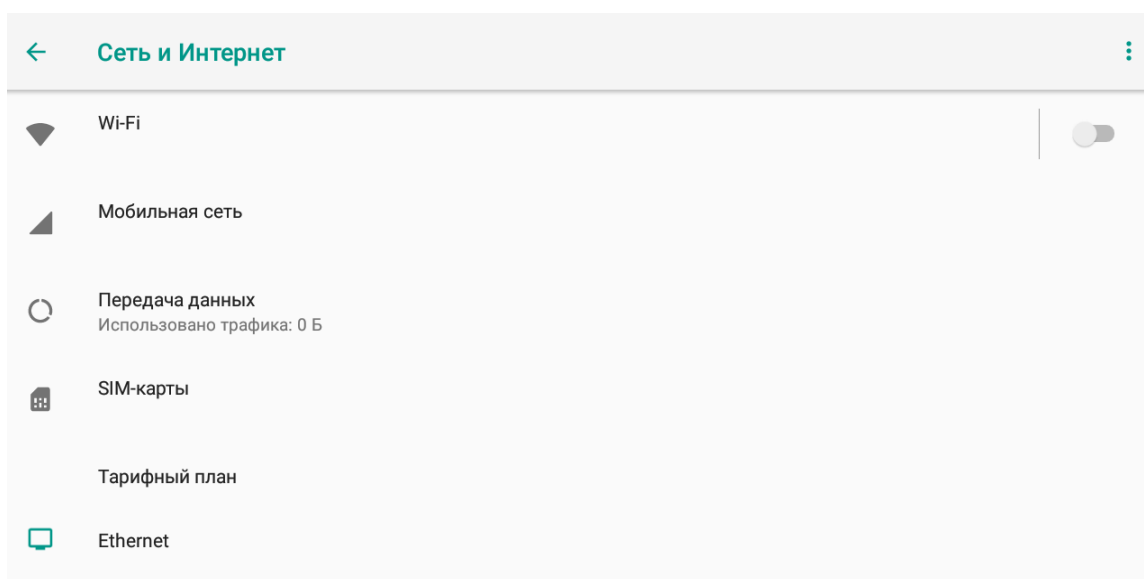 Сеть и Интернет
Wi-Fi
Мобильная сеть
Передача данных
Использовано трафика: 0 Б
SIM-карты
Тарифный план
Ethernet